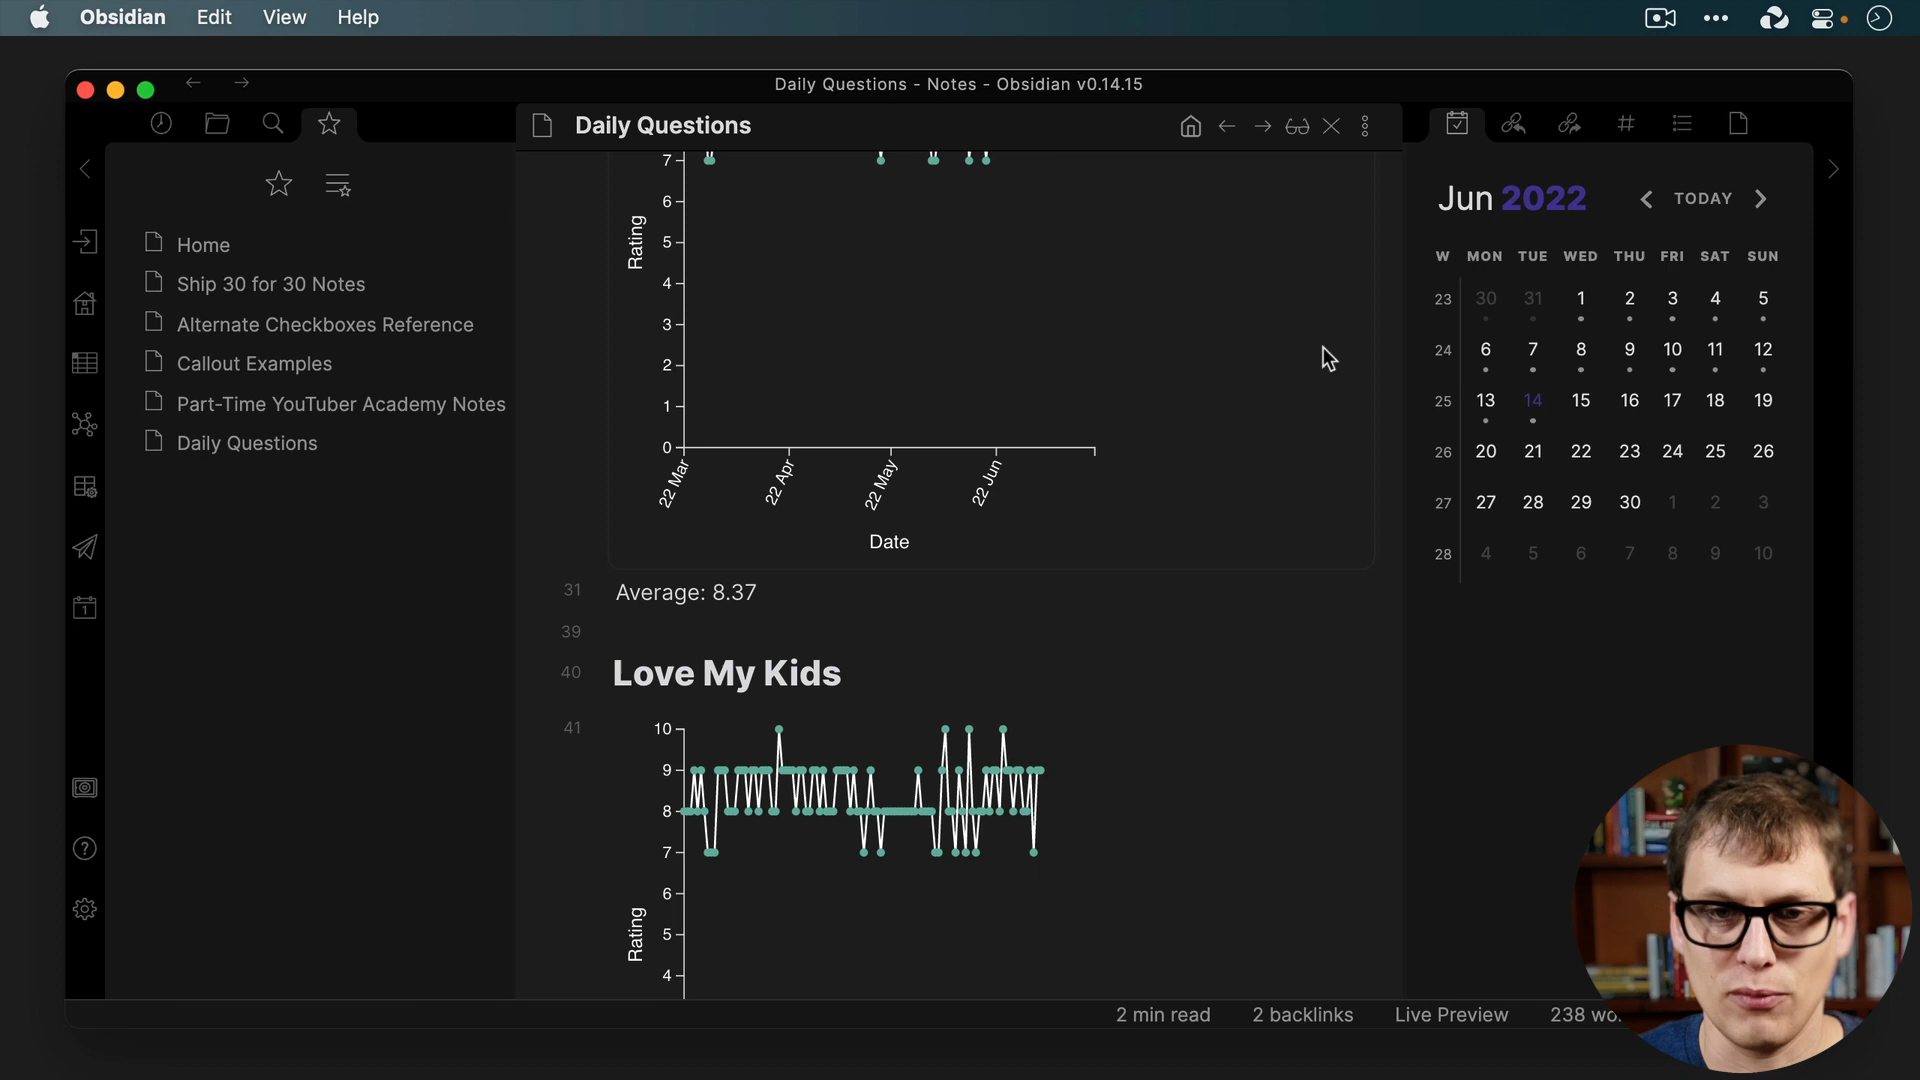 Obsidian Edit View Help
Daily Questions - Notes - Obsidian v0.14.15
Daily Questions
Home
Ship 30 for 30 Notes
Alternate Checkboxes Reference
Callout Examples
Part-Time YouTuber Academy Notes
Daily Questions
1
7
6
5
4
3
2
1
0
Rating
22 Mar
22 Apr
22 May
22 Jun
Date
31 Average: 8.37
39
40 Love My Kids
41
10
9
8
7
6
5
4
Rating
Jun 2022 TODAY
W MON TUE WED THU FRI SAT SUN
23 30 31 1 2 3 4 5
24 6 7 8 9 10 11 12
25 13 14 15 16 17 18 19
26 20 21 22 23 24 25 26
27 27 28 29 30 1 2 3
28 4 5 6 7 8 9 10
2 min read 2 backlinks Live Preview 238 wo